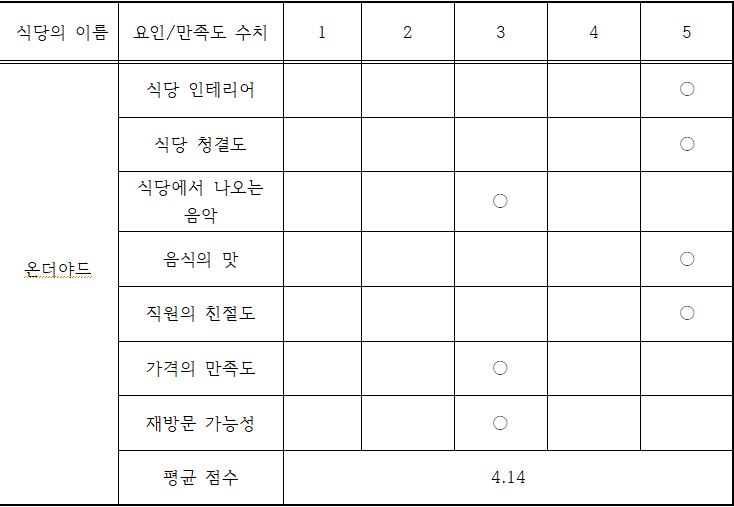 식당의 이름 요인/만족도 수치 1 2 3 4 5
식당 인테리어 ○
식당 청결도 ○
식당에서 나오는
음악 ○
음식의 맛 ○
온더야드
직원의 친절도 ○
가격의 만족도 ○
재방문 가능성 ○
평균 점수 4.14